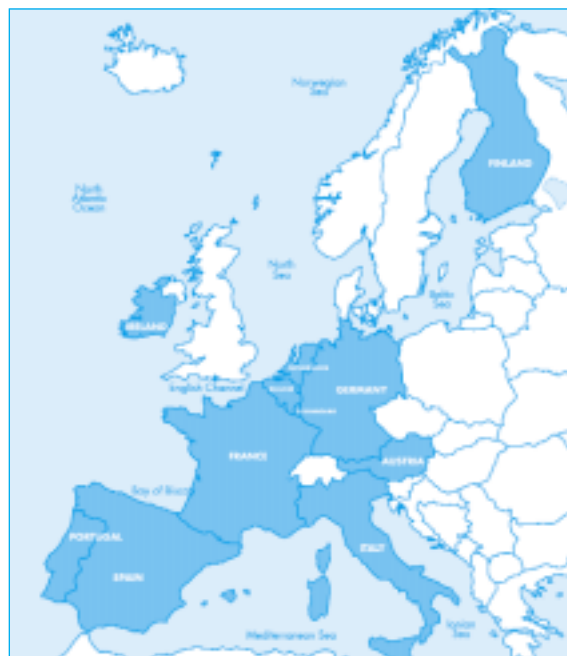 Norwegian
Sea
FINLAND
North
Atlantic
Ocean
North
Sea
Baltic
Sea
IRELAND
English Channel
GERMANY
FRANCE
AUSTRIA
Bay of
PORTUGAL
ITALY
SPAIN
Ionian
Sea
Mediterranean Sea